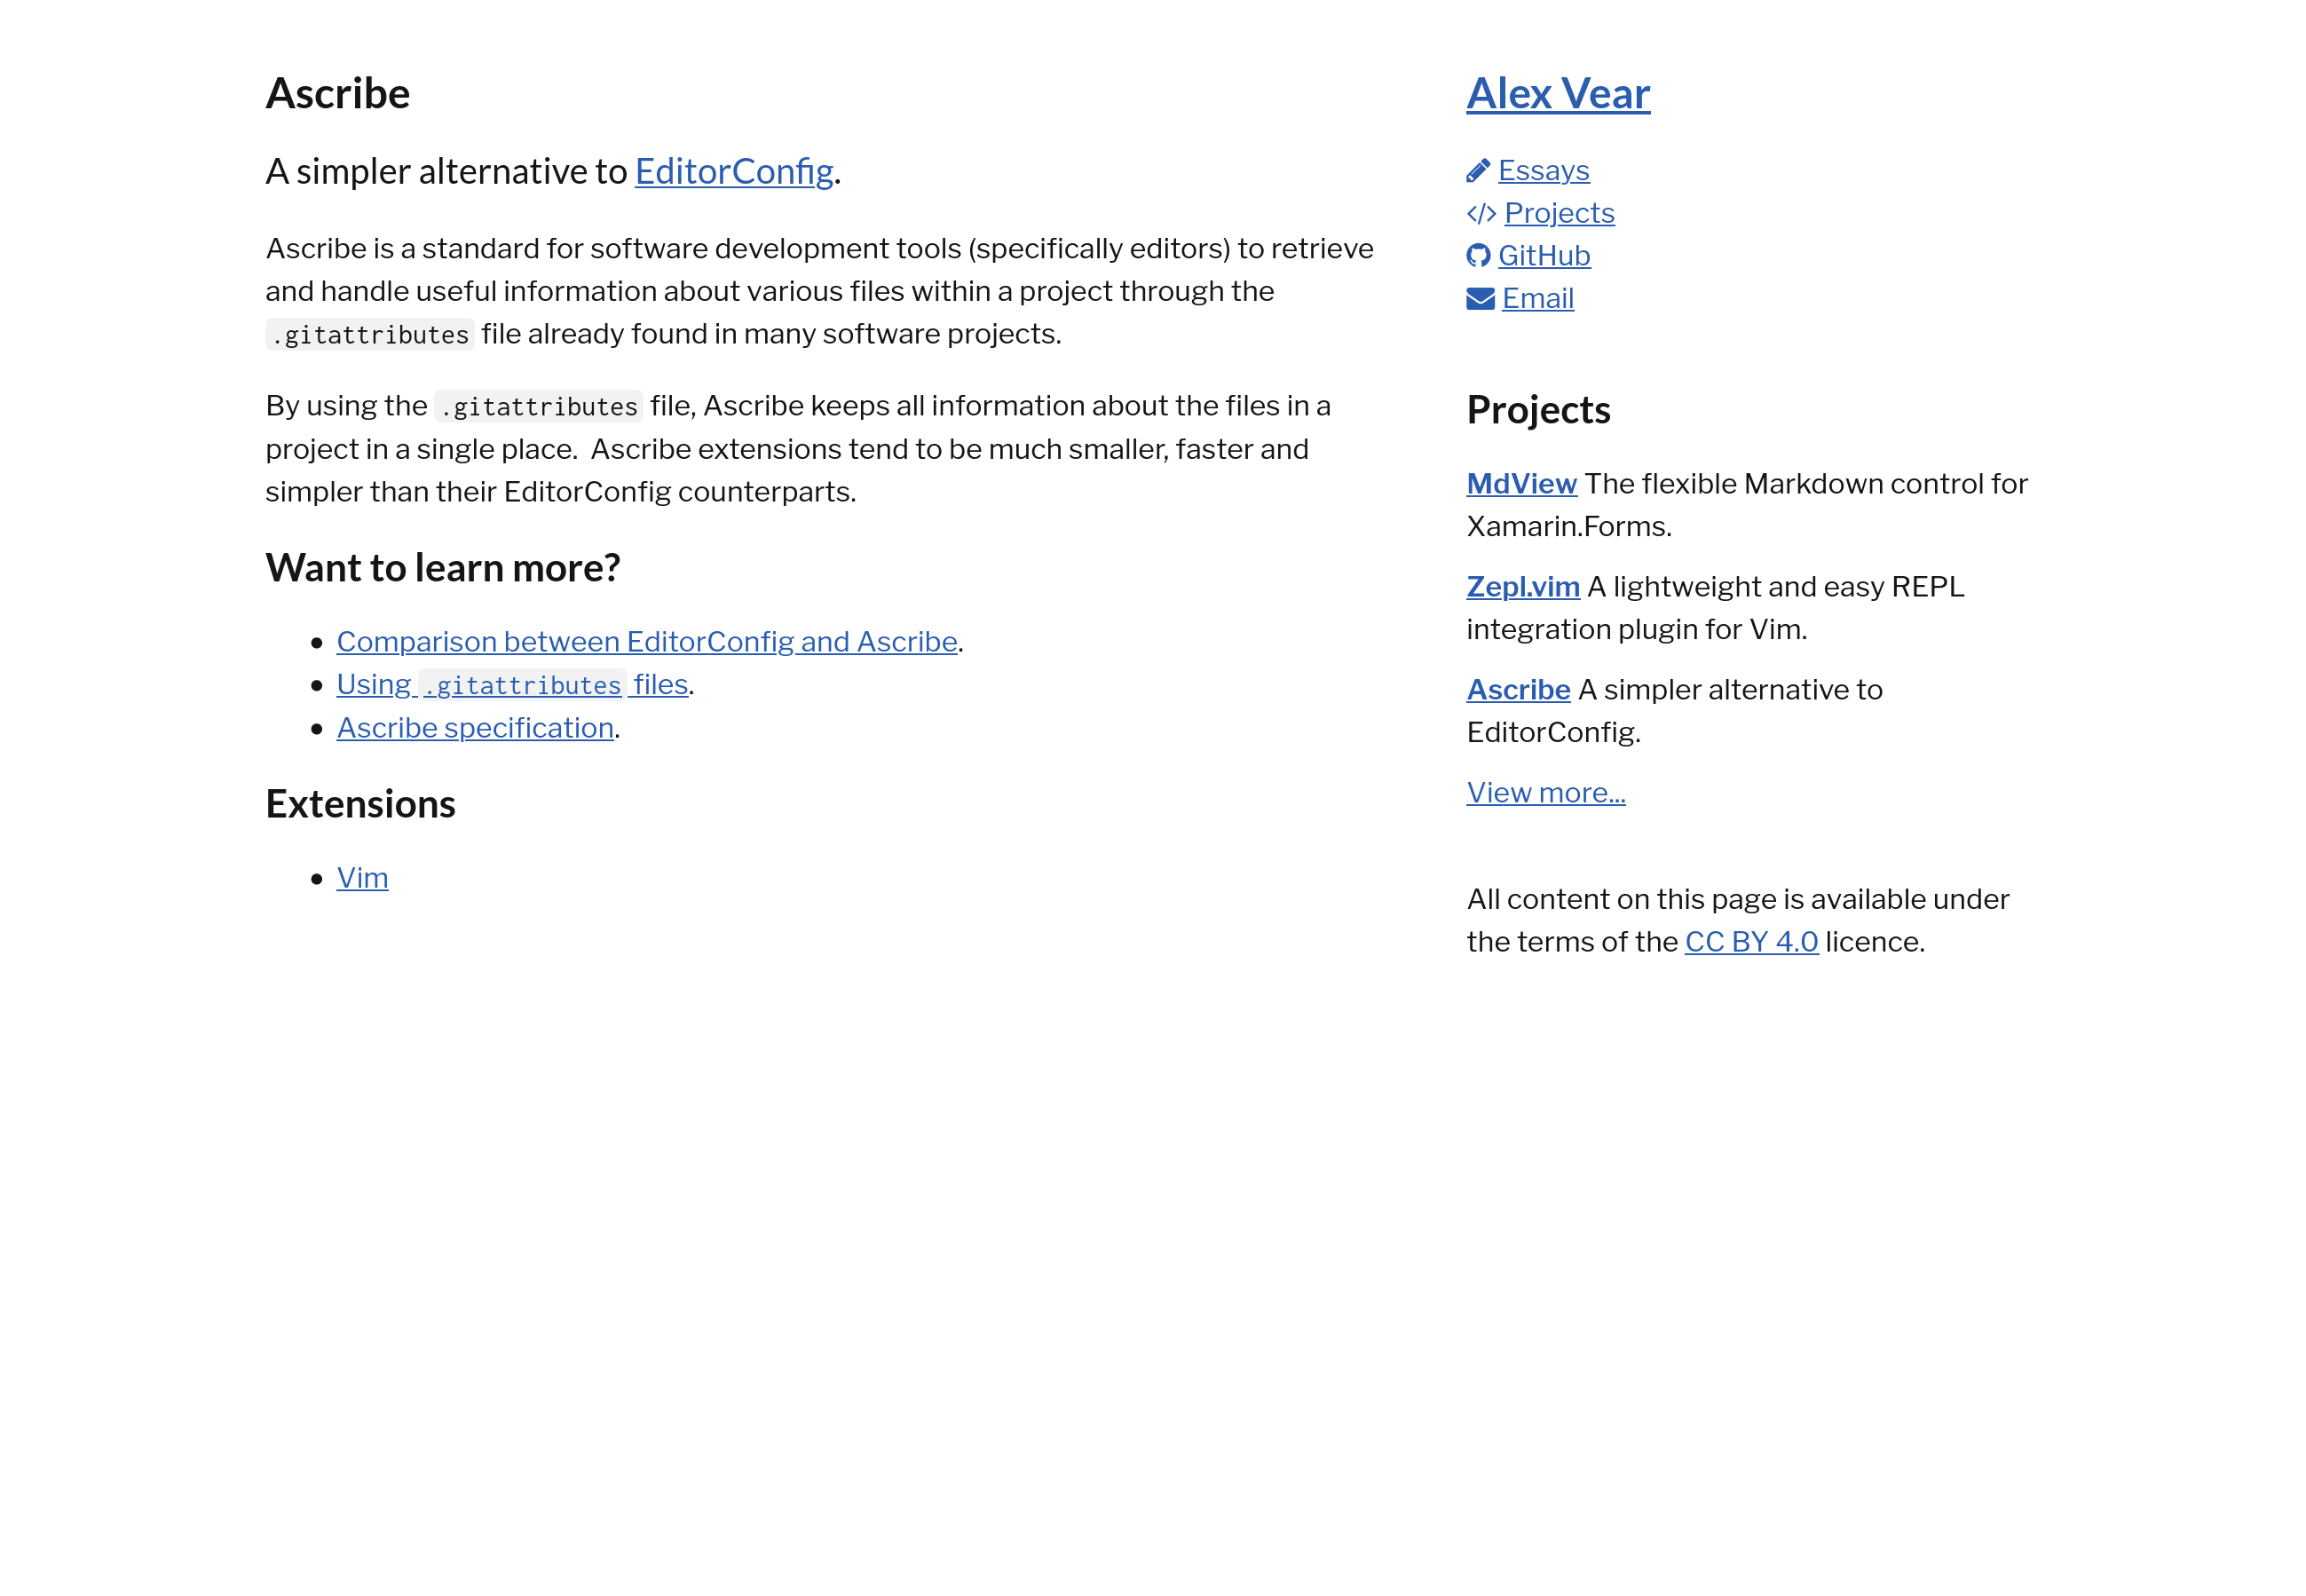 Ascribe
A simpler alternative to EditorConfig.
Ascribe is a standard for software development tools (specifically editors) to retrieve
and handle useful information about various files within a project through the
.gitattributes file already found in many software projects.
By using the .gitattributes file, Ascribe keeps all information about the files in a
project in a single place.  Ascribe extensions tend to be much smaller, faster and
simpler than their EditorConfig counterparts.
Want to learn more?
Comparison between EditorConfig and Ascribe.
Using .gitattributes files.
Ascribe specification.
Extensions
Vim
Alex Vear
Essays
Projects
GitHub
Email
Projects
MdView The flexible Markdown control for
Xamarin.Forms.
Zepl.vim A lightweight and easy REPL
integration plugin for Vim.
Ascribe A simpler alternative to
EditorConfig.
View more...
All content on this page is available under
the terms of the CC BY 4.0 licence.